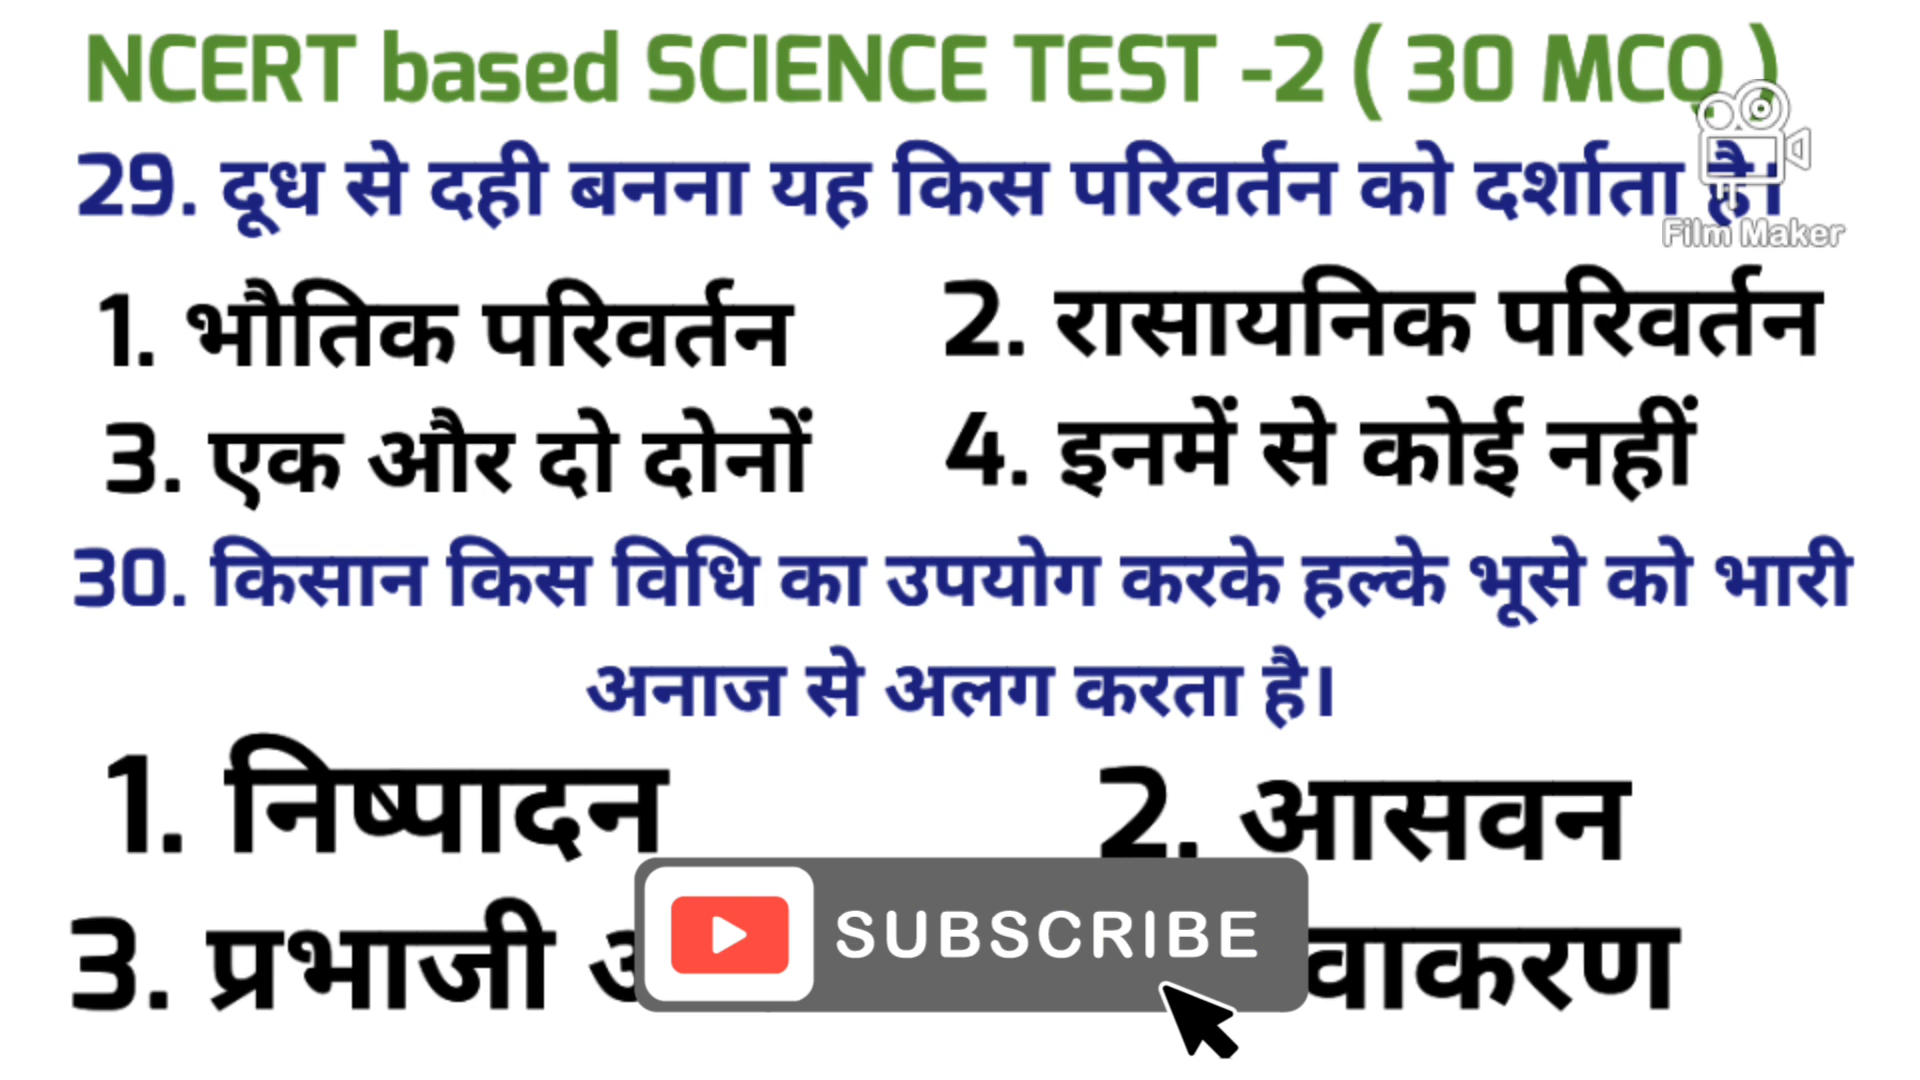 NCERT based SCIENCE TEST -2 ( 30 MCQ )
29. दूध से दही बनना यह किस परिवर्तन को दर्शाता है।
Film Maker
1. भौतिक परिवर्तन 2. रासायनिक परिवर्तन
3. एक और दो दोनों 4. इनमें से कोई नहीं
30. किसान किस विधि का उपयोग करके हल्के भूसे को भारी
अनाज से अलग करता है।
1. निष्पादन 2. आसवन
3. प्रभाजी
SUBSCRIBE